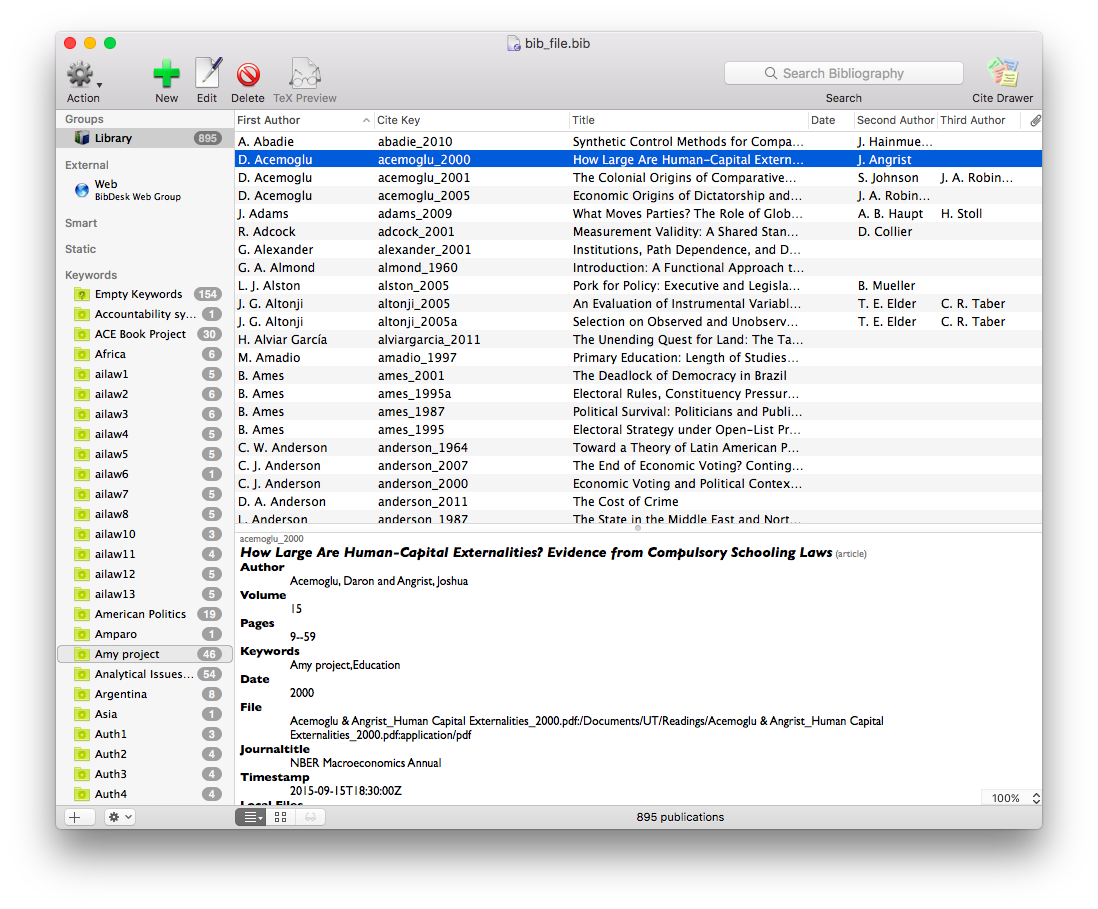 bib_file.bib
Action New Edit Delete TeX Preview Search Bibliography Search Cite Drawer
Groups
Library 895
External
Web
BibDesk Web Group
Smart
Static
Keywords
Empty Keywords 154
Accountability sy... 1
ACE Book Project 30
Africa 6
ailaw1 5
ailaw2 6
ailaw3 6
ailaw4 5
ailaw5 5
ailaw6 1
ailaw7 5
ailaw8 5
ailaw10 3
ailaw11 4
ailaw12 5
ailaw13 5
American Politics 19
Amparo 1
Amy project 46
Analytical Issues... 54
Argentina 8
Asia 1
Auth1 3
Auth2 4
Auth3 4
Auth4 4
First Author Cite Key Title Date Second Author Third Author
A. Abadie abadie_2010 Synthetic Control Methods for Compa... J. Hainmue...
D. Acemoglu acemoglu_2000 How Large Are Human-Capital Extern... J. Angrist
D. Acemoglu acemoglu_2001 The Colonial Origins of Comparative... S. Johnson J. A. Robin...
D. Acemoglu acemoglu_2005 Economic Origins of Dictatorship and... J. A. Robin...
J. Adams adams_2009 What Moves Parties? The Role of Glob... A. B. Haupt H. Stoll
R. Adcock adcock_2001 Measurement Validity: A Shared Stan... D. Collier
G. Alexander alexander_2001 Institutions, Path Dependence, and D...
G. A. Almond almond_1960 Introduction: A Functional Approach t...
L. J. Alston alston_2005 Pork for Policy: Executive and Legisla... B. Mueller
J. G. Altonji altonji_2005 An Evaluation of Instrumental Variabl... T. E. Elder C. R. Taber
J. G. Altonji altonji_2005a Selection on Observed and Unobserv... T. E. Elder C. R. Taber
H. Alviar García alviargarcia_2011 The Unending Quest for Land: The Ta...
M. Amadio amadio_1997 Primary Education: Length of Studies...
B. Ames ames_2001 The Deadlock of Democracy in Brazil
B. Ames ames_1995a Electoral Rules, Constituency Pressur...
B. Ames ames_1987 Political Survival: Politicians and Publi...
B. Ames ames_1995 Electoral Strategy under Open-List Pr...
C. W. Anderson anderson_1964 Toward a Theory of Latin American P...
C. J. Anderson anderson_2007 The End of Economic Voting? Conting...
C. J. Anderson anderson_2000 Economic Voting and Political Contex...
D. A. Anderson anderson_2011 The Cost of Crime
L. Anderson anderson_1987 The State in the Middle East and Nort...
acemoglu_2000
How Large Are Human-Capital Externalities? Evidence from Compulsory Schooling Laws (article)
Author
Acemoglu, Daron and Angrist, Joshua
Volume
15
Pages
9--59
Keywords
Amy project,Education
Date
2000
File
Acemoglu & Angrist_Human Capital Externalities_2000.pdf:/Documents/UT/Readings/Acemoglu & Angrist_Human Capital
Externalities_2000.pdf:application/pdf
Journaltitle
NBER Macroeconomics Annual
Timestamp
2015-09-15T18:30:00Z
Local Files
100%
895 publications